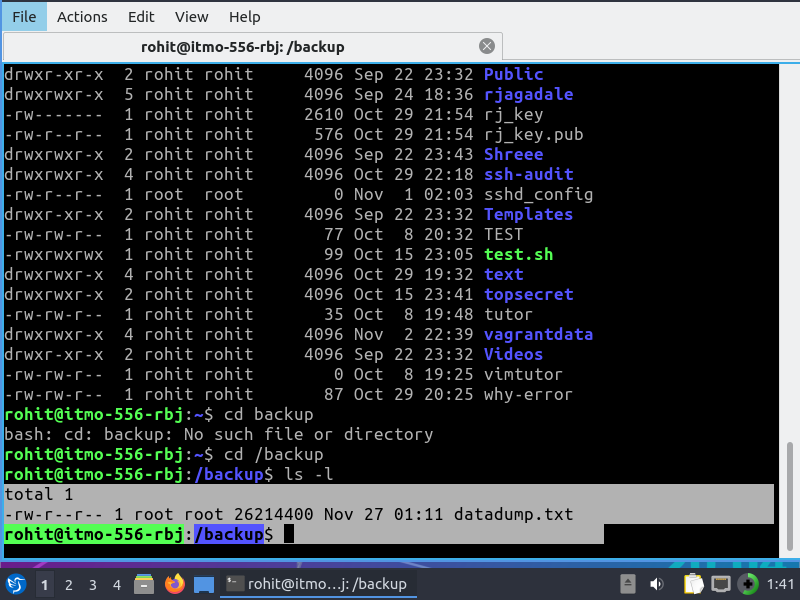 File Actions Edit View Help
rohit@itmo-556-rbj: /backup
drwxr-xr-x 2 rohit rohit 4096 Sep 22 23:32 Public
drwxrwxr-x 5 rohit rohit 4096 Sep 24 18:36 rjagadale
-rw------- 1 rohit rohit 2610 Oct 29 21:54 rj_key
-rw-r--r-- 1 rohit rohit 576 Oct 29 21:54 rj_key.pub
drwxrwxr-x 2 rohit rohit 4096 Sep 22 23:43 Shreee
drwxrwxr-x 4 rohit rohit 4096 Oct 29 22:18 ssh-audit
-rw-r--r-- 1 root root 0 Nov 1 02:03 sshd_config
drwxr-xr-x 2 rohit rohit 4096 Sep 22 23:32 Templates
-rw-rw-r-- 1 rohit rohit 77 Oct 8 20:32 TEST
-rwxrwxrwx 1 rohit rohit 99 Oct 15 23:05 test.sh
drwxrwxr-x 4 rohit rohit 4096 Oct 29 19:32 text
drwxrwxr-x 2 rohit rohit 4096 Oct 15 23:41 topsecret
-rw-rw-r-- 1 rohit rohit 35 Oct 8 19:48 tutor
drwxrwxr-x 4 rohit rohit 4096 Nov 2 22:39 vagrantdata
drwxr-xr-x 2 rohit rohit 4096 Sep 22 23:32 Videos
-rw-rw-r-- 1 rohit rohit 0 Oct 8 19:25 vimtutor
-rw-rw-r-- 1 rohit rohit 87 Oct 29 20:25 why-error
rohit@itmo-556-rbj:~$ cd backup
bash: cd: backup: No such file or directory
rohit@itmo-556-rbj:~$ cd /backup
rohit@itmo-556-rbj:/backup$ ls -l
total 1
-rw-r--r-- 1 root root 26214400 Nov 27 01:11 datadump.txt
rohit@itmo-556-rbj:/backup$
1 2 3 4 rohit@itmo...j: /backup 1:41